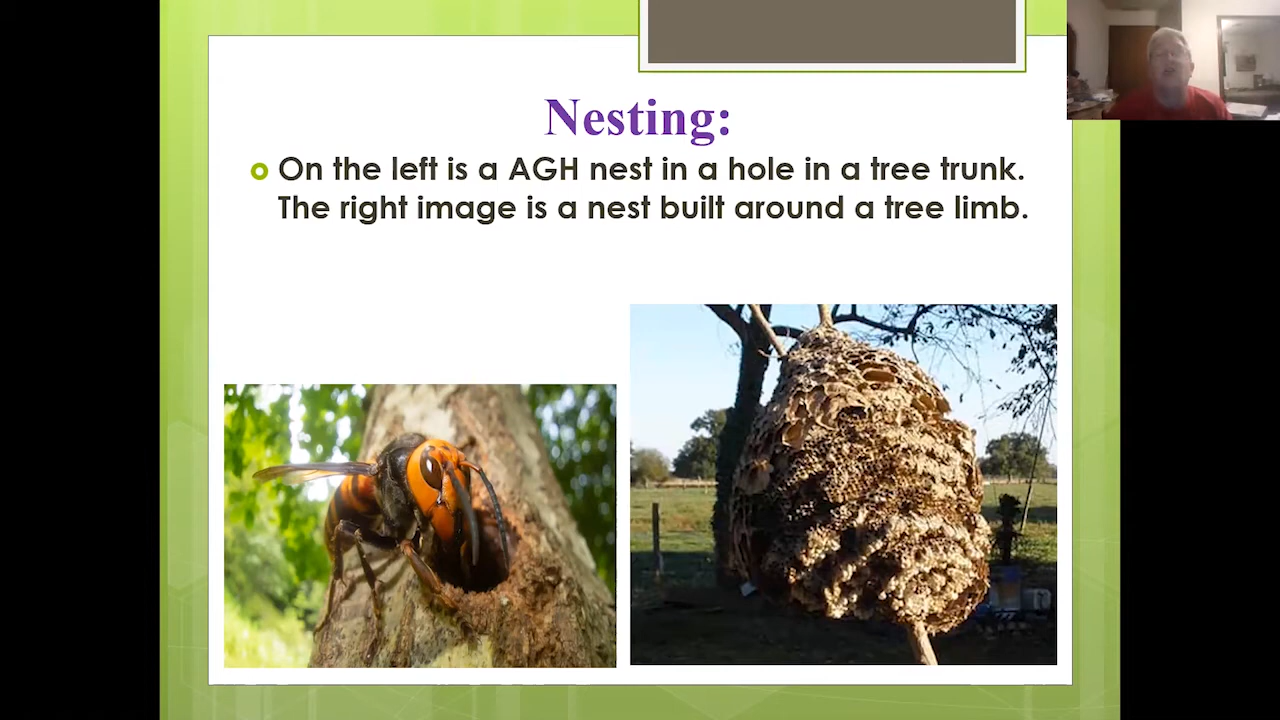 Nesting:
On the left is a AGH nest in a hole in a tree trunk.
The right image is a nest built around a tree limb.